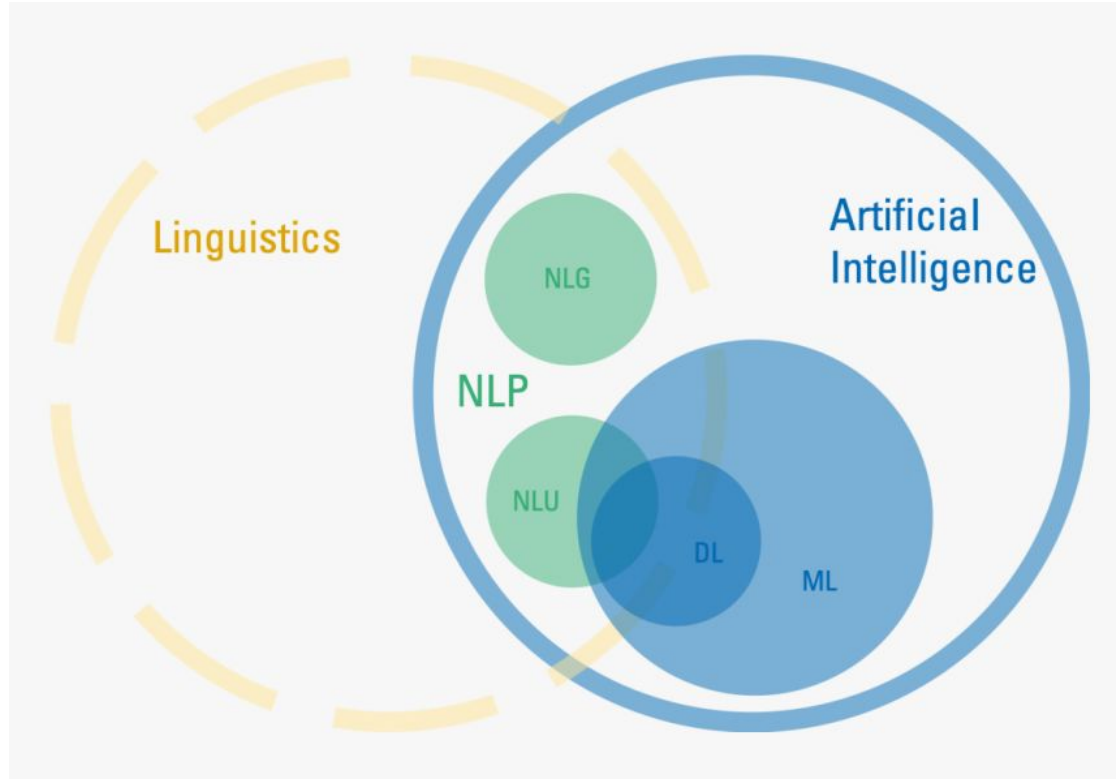 Linguistics
Artificial
Intelligence
NLG
NLP
NLU
DL
ML